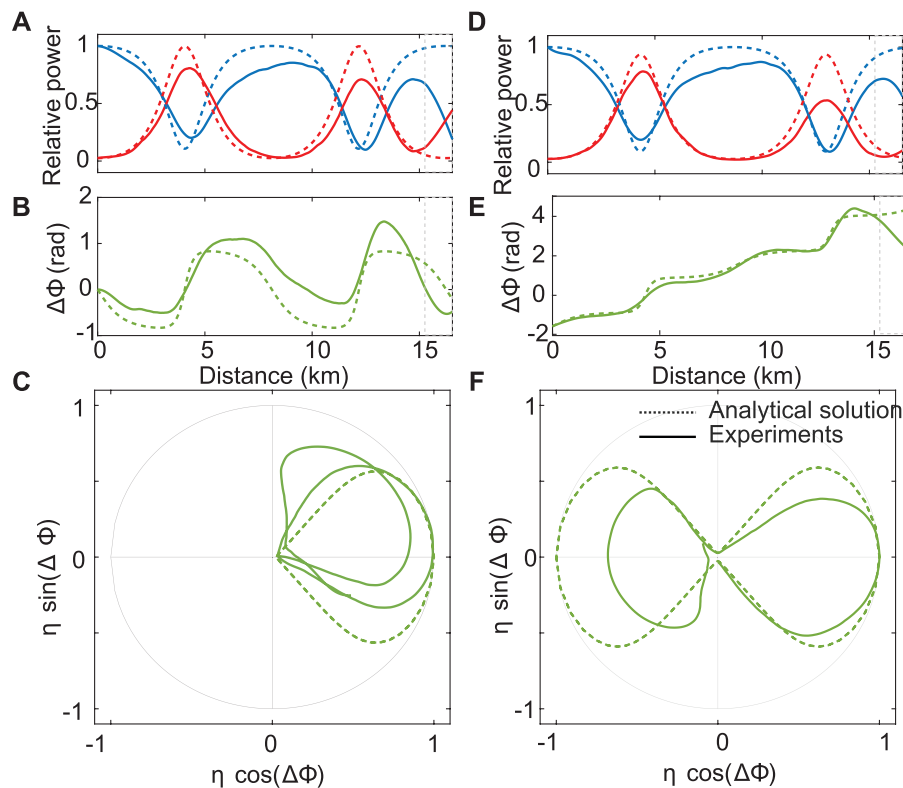 A
Relative power
1
0.5
0
B
ΔΦ (rad)
2
1
0
-1
0
5
10
15
Distance (km)
C
η sin(Δ Φ)
1
0
-1
-1
0
1
η cos(ΔΦ)
D
Relative power
1
0.5
0
E
ΔΦ (rad)
4
2
0
-2
0
5
10
15
Distance (km)
F
Analytical solution
Experiments
η sin(Δ Φ)
1
0
-1
-1
0
1
η cos(ΔΦ)